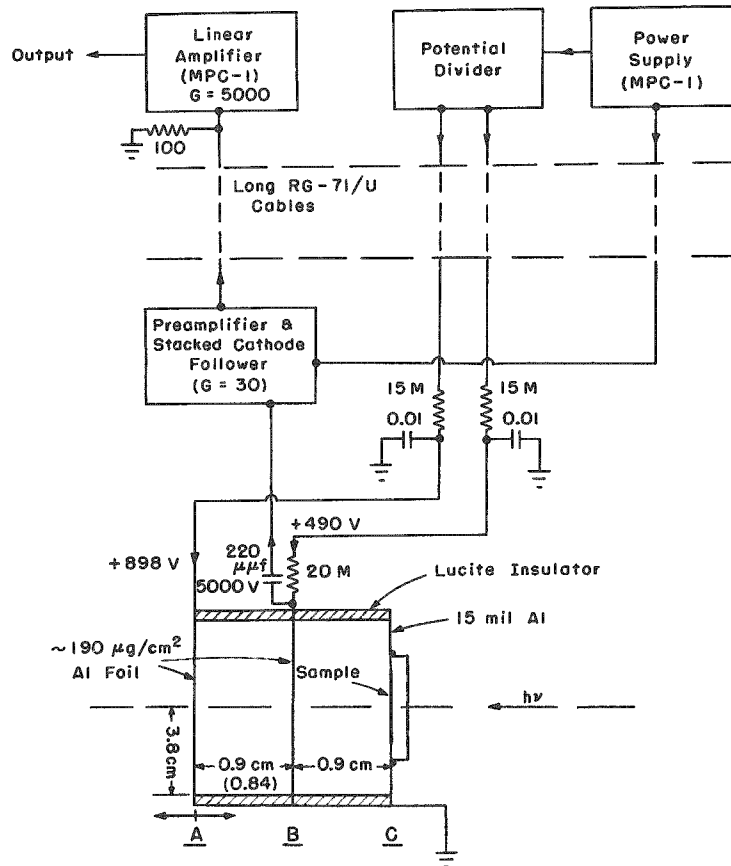 Linear
Amplifier
(MPC-1)
G = 5000
Output
Potential
Divider
Power
Supply
(MPC-1)
100
Long RG-71/U
Cables
Preamplifier &
Stacked Cathode
Follower
(G = 30)
15 M
15 M
0.01
0.01
+490 V
+898 V
220
μμf
5000 V
20 M
Lucite Insulator
15 mil Al
~190 μg/cm²
Al Foil
Sample
hν
3.8 cm
0.9 cm
(0.84)
0.9 cm
A
B
C